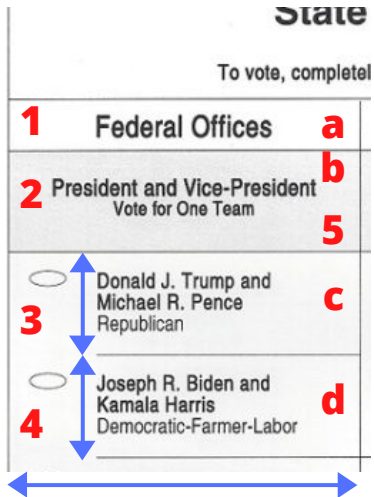 State
To vote, completel
1 Federal Offices a
b
2 President and Vice-President
Vote for One Team
5
Donald J. Trump and
Michael R. Pence c
3 Republican
Joseph R. Biden and
Kamala Harris d
4 Democratic-Farmer-Labor